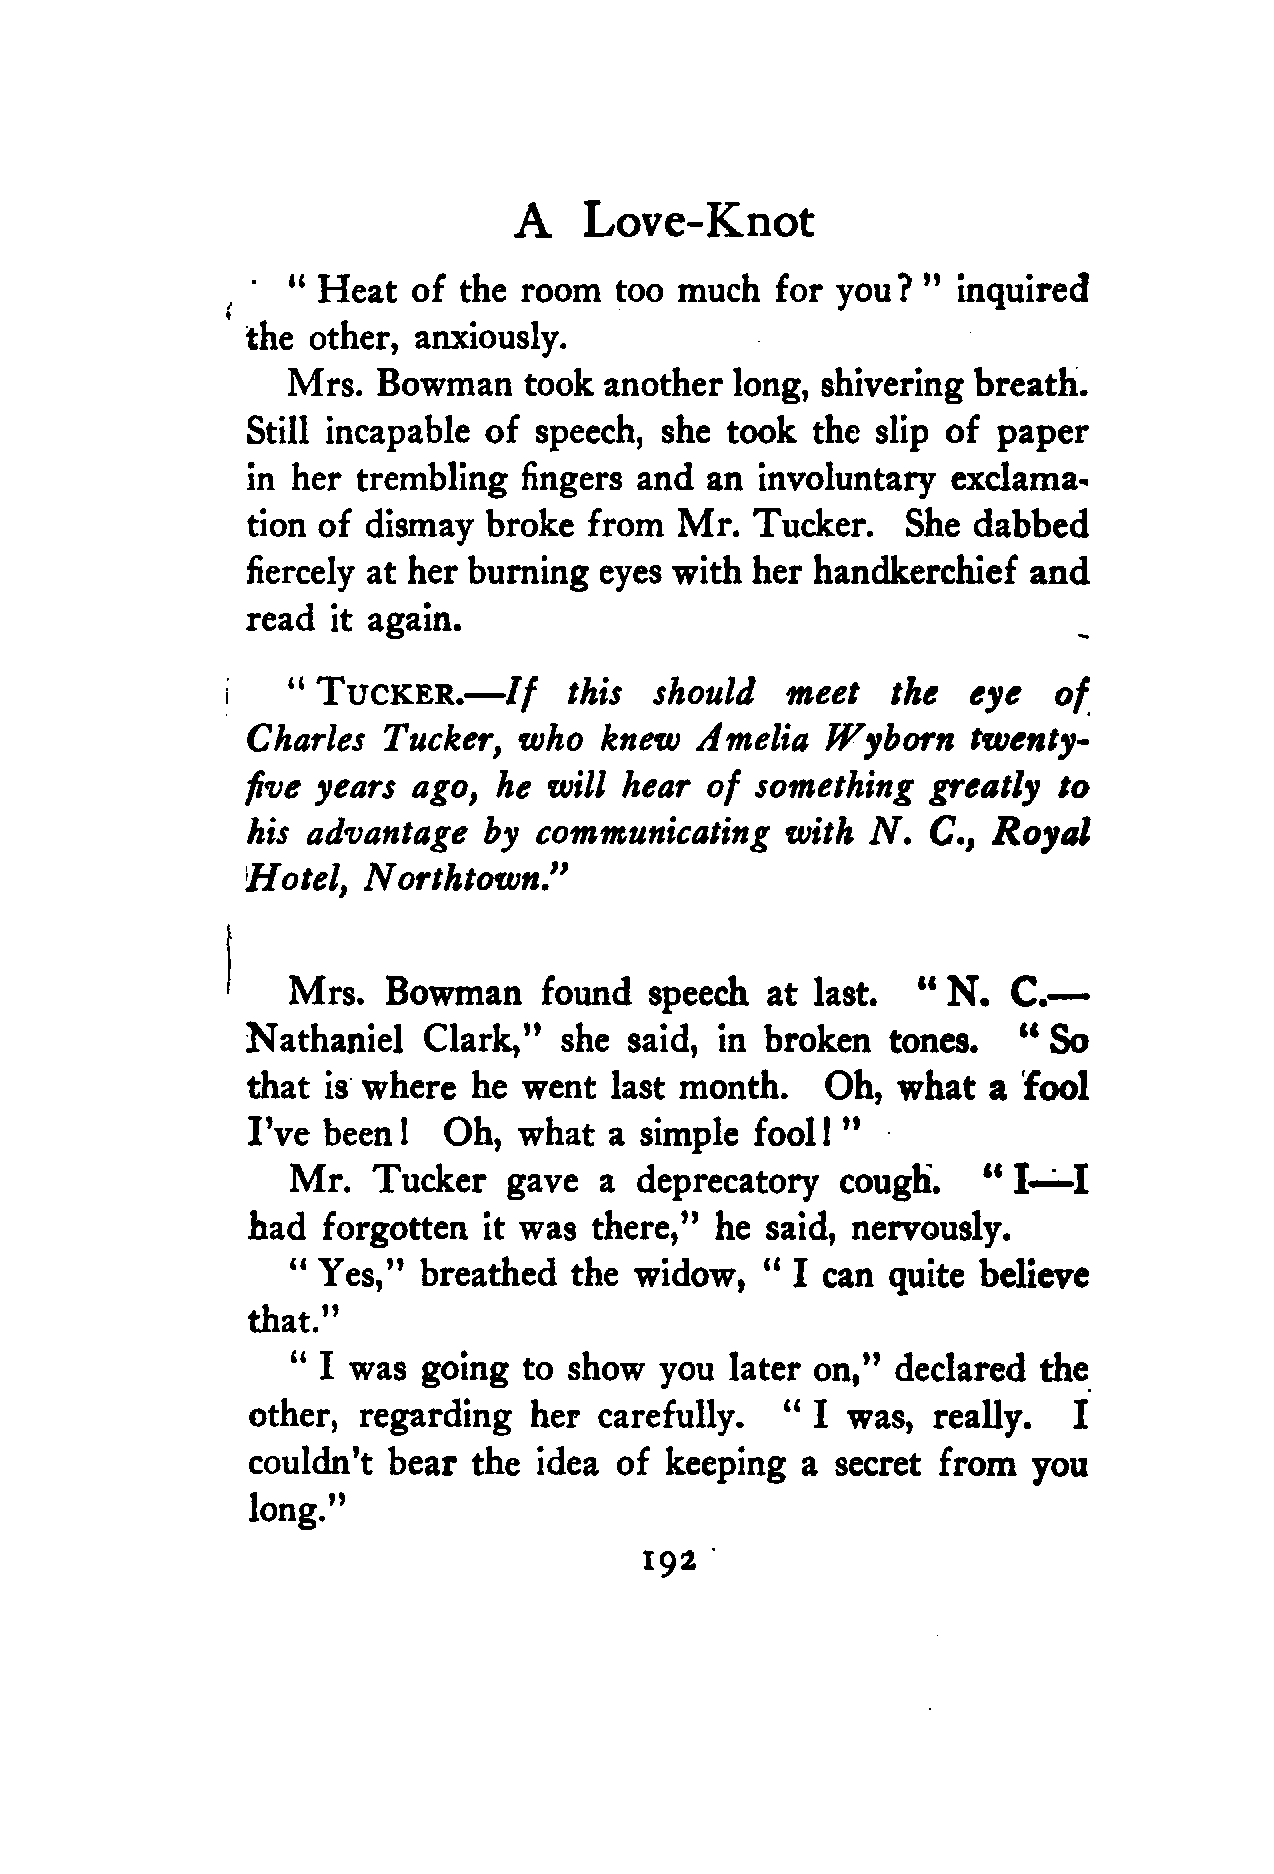 A Love-Knot
" Heat of the room too much for you? " inquired
the other, anxiously.
Mrs. Bowman took another long, shivering breath.
Still incapable of speech, she took the slip of paper
in her trembling fingers and an involuntary exclama-
tion of dismay broke from Mr. Tucker. She dabbed
fiercely at her burning eyes with her handkerchief and
read it again.
" TUCKER.—If this should meet the eye of
Charles Tucker, who knew Amelia Wyborn twenty-
five years ago, he will hear of something greatly to
his advantage by communicating with N. C., Royal
Hotel, Northtown."
Mrs. Bowman found speech at last. " N. C.—
Nathaniel Clark," she said, in broken tones. " So
that is where he went last month. Oh, what a fool
I've been! Oh, what a simple fool! "
Mr. Tucker gave a deprecatory cough. " I—I
had forgotten it was there," he said, nervously.
" Yes," breathed the widow, " I can quite believe
that."
" I was going to show you later on," declared the
other, regarding her carefully. " I was, really. I
couldn't bear the idea of keeping a secret from you
long."
192